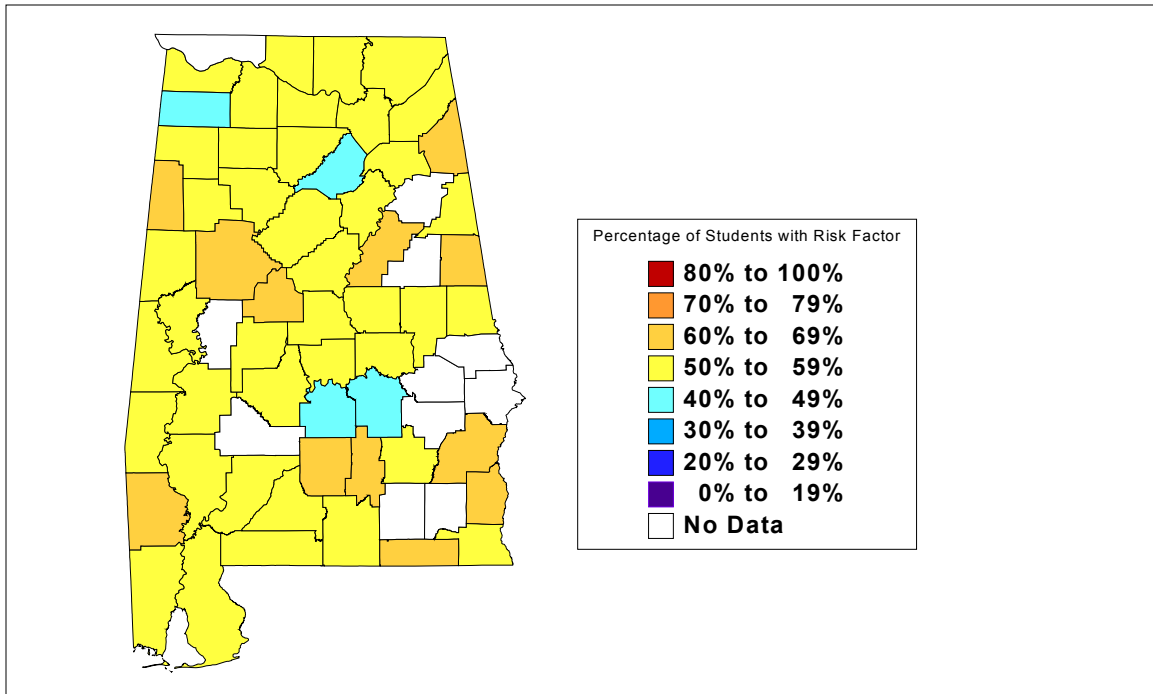 Percentage of Students with Risk Factor
80% to 100%
70% to 79%
60% to 69%
50% to 59%
40% to 49%
30% to 39%
20% to 29%
0% to 19%
No Data